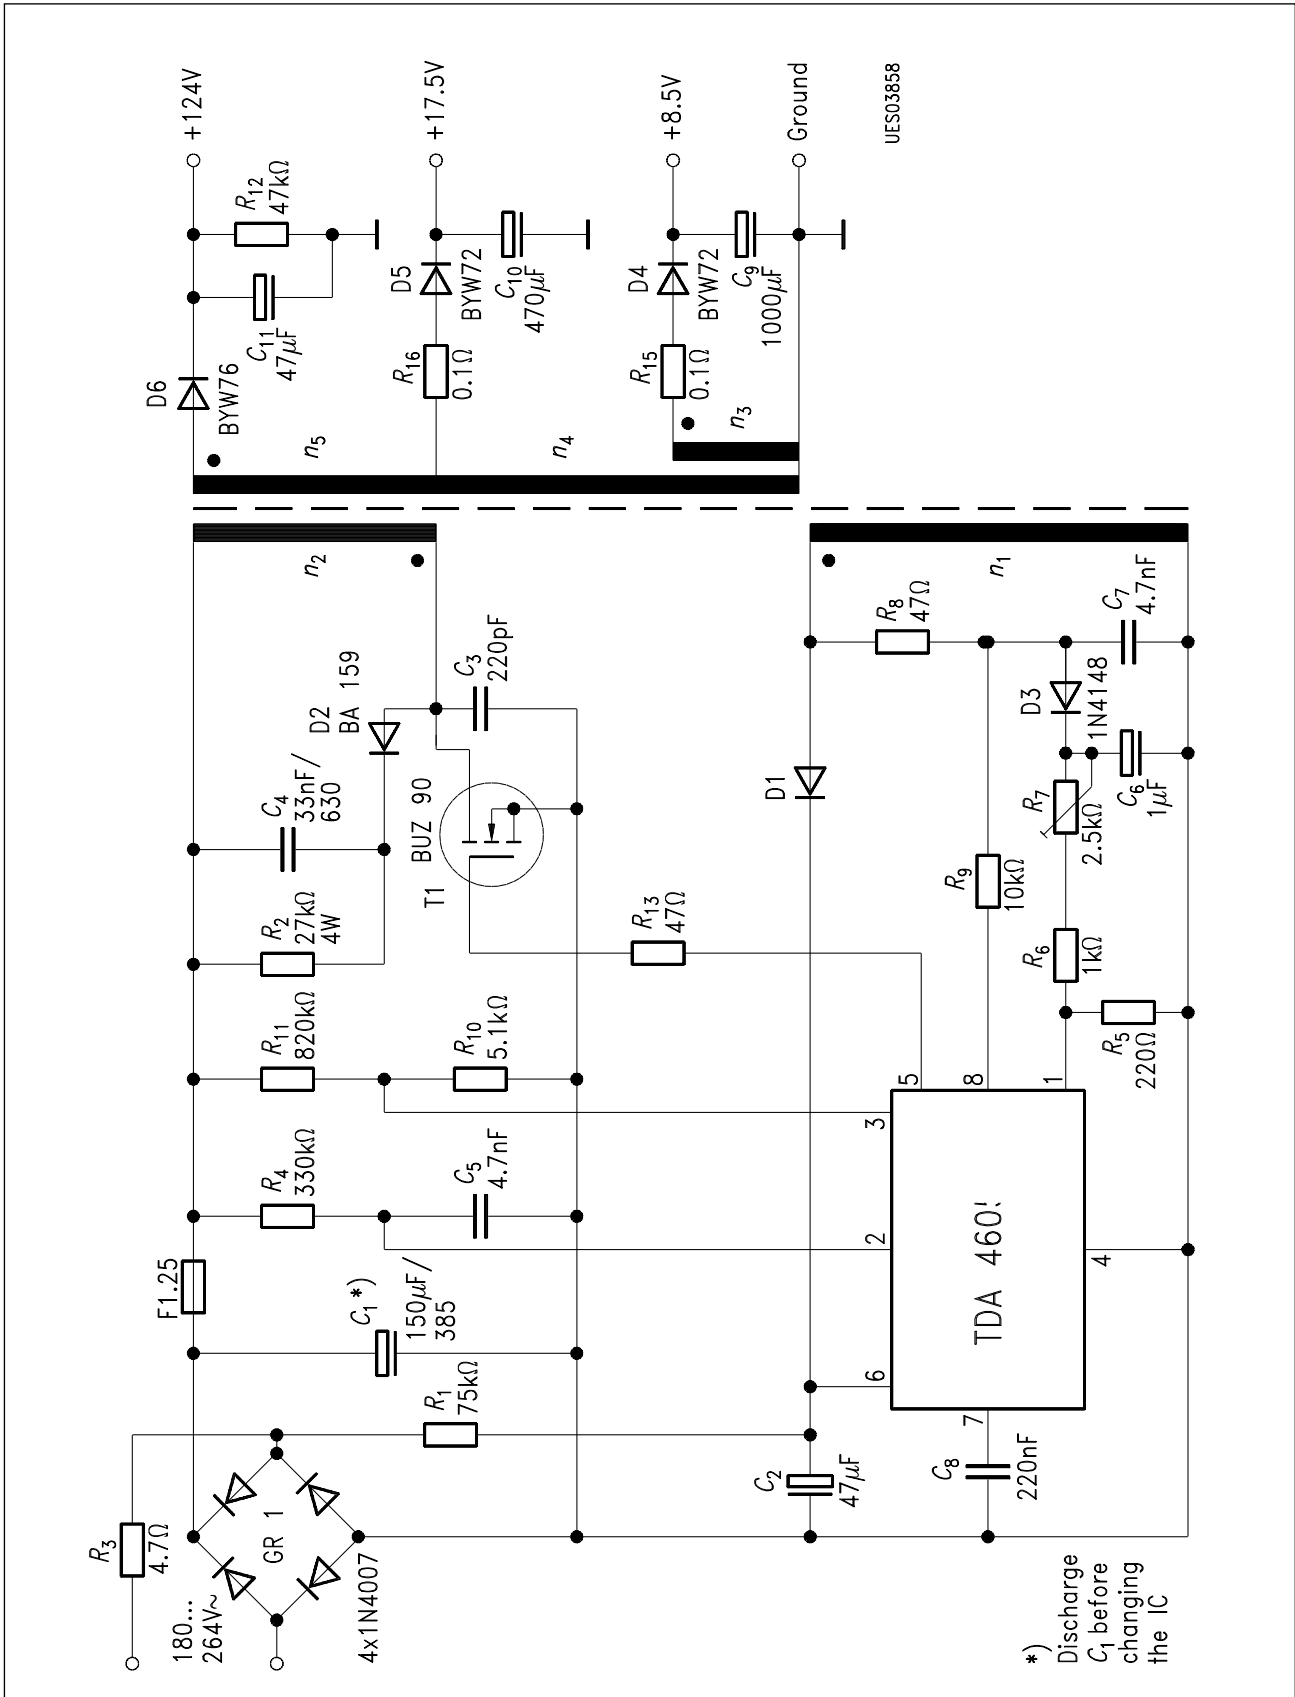 180...
264V~
R3
4.7Ω
GR 1
4x1N4007
F1.25
C1 *)
150µF/
385
R1
75kΩ
R4
330kΩ
C5
4.7nF
R11
820kΩ
R10
5.1kΩ
R2
27kΩ
4W
C4
33nF/
630
D2
BA 159
T1 BUZ 90
C3
220pF
n2
R13
47Ω
C2
47µF
D1
C8
220nF
TDA 460
7
6
2
3
5
8
1
4
R9
10kΩ
R6
1kΩ
R5
220Ω
R7
2.5kΩ
C6
1µF
D3
1N4148
R8
47Ω
C7
4.7nF
n1
n5
n4
n3
D6
BYW76
C11
47µF
R12
47kΩ
+124V
R16
0.1Ω
D5
BYW72
C10
470µF
+17.5V
R15
0.1Ω
D4
BYW72
C9
1000µF
+8.5V
Ground
*)
Discharge
C1 before
changing
the IC
UES03858